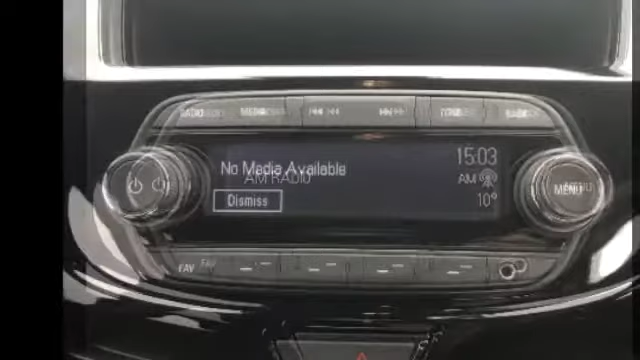 RADIO MEDIA TONE BACK
No Media Available 15:03
AM RADIO AM
Dismiss 10°
MENU
FAV